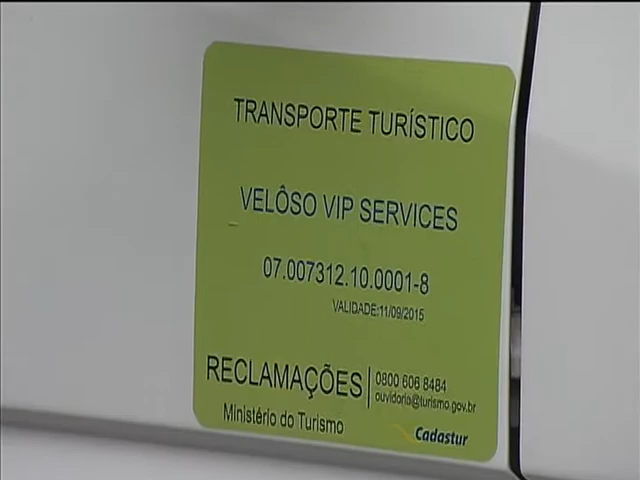 TRANSPORTE TURÍSTICO
VELÔSO VIP SERVICES
07.007312.10.0001-8
VALIDADE:11/09/2015
RECLAMAÇÕES
0800 606 8484
ouvidoria@turismo.gov.br
Ministério do Turismo
Cadastur